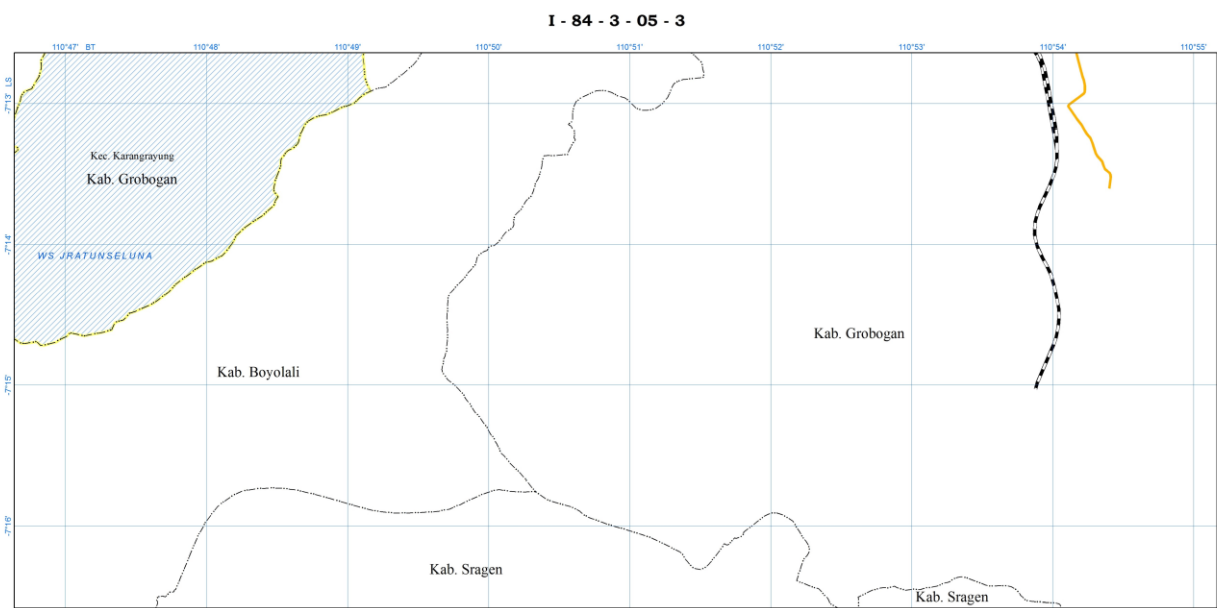 I - 84 - 3 - 05 - 3
110°47' BT
110°48'
110°49'
110°50'
110°51'
110°52'
110°53'
110°54'
110°55'
-7°13' LS
Kec. Karangrayung
Kab. Grobogan
-7°14'
WS JRATUNSELUNA
Kab. Grobogan
Kab. Boyolali
-7°15'
-7°16'
Kab. Sragen
Kab. Sragen